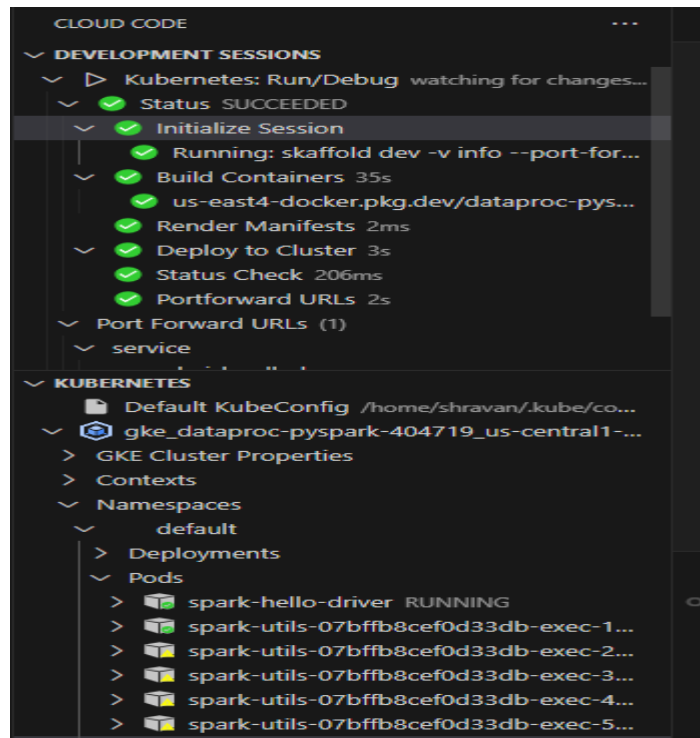 CLOUD CODE ...
DEVELOPMENT SESSIONS
Kubernetes: Run/Debug watching for changes...
Status SUCCEEDED
Initialize Session
Running: skaffold dev -v info --port-for...
Build Containers 35s
us-east4-docker.pkg.dev/dataproc-pys...
Render Manifests 2ms
Deploy to Cluster 3s
Status Check 206ms
Portforward URLs 2s
Port Forward URLs (1)
service
KUBERNETES
Default KubeConfig /home/shravan/.kube/co...
gke_dataproc-pyspark-404719_us-central1-...
GKE Cluster Properties
Contexts
Namespaces
default
Deployments
Pods
spark-hello-driver RUNNING
spark-utils-07bffb8cef0d33db-exec-1...
spark-utils-07bffb8cef0d33db-exec-2...
spark-utils-07bffb8cef0d33db-exec-3...
spark-utils-07bffb8cef0d33db-exec-4...
spark-utils-07bffb8cef0d33db-exec-5...